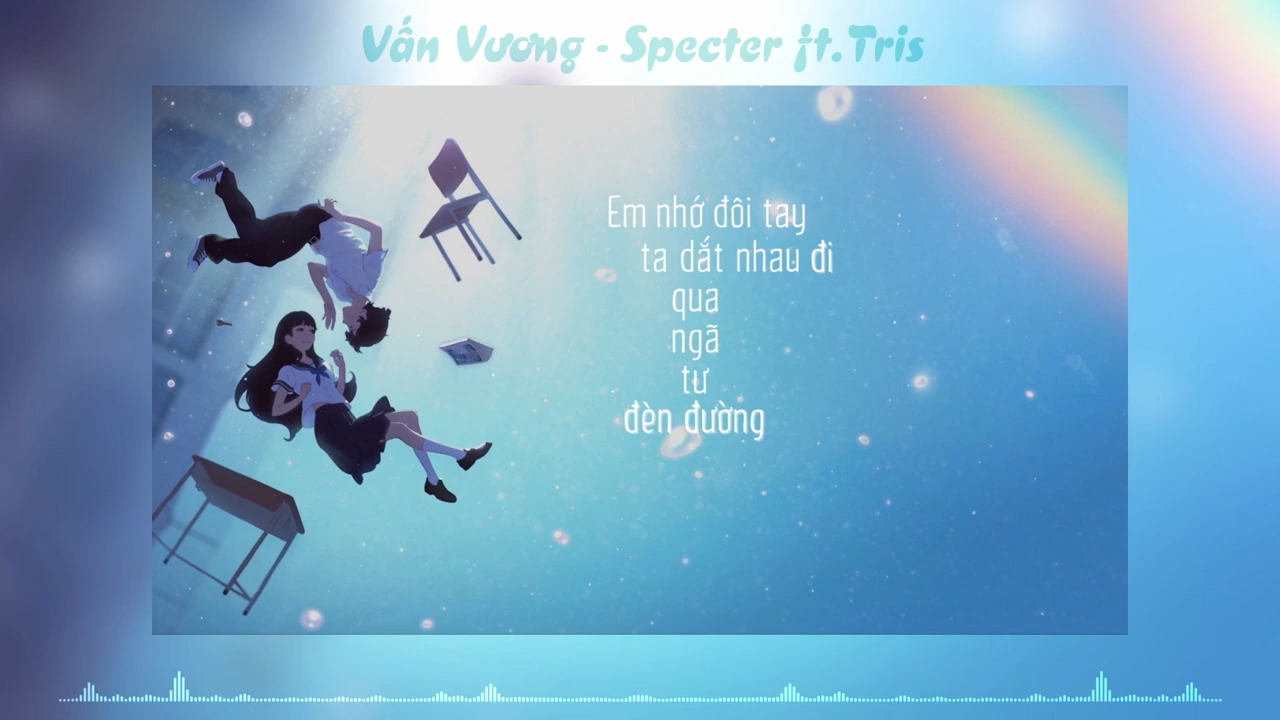 Vấn Vương - Specter ft.Tris
Em nhớ đôi tay
ta dắt nhau đi
qua
ngã
tư
đèn đường